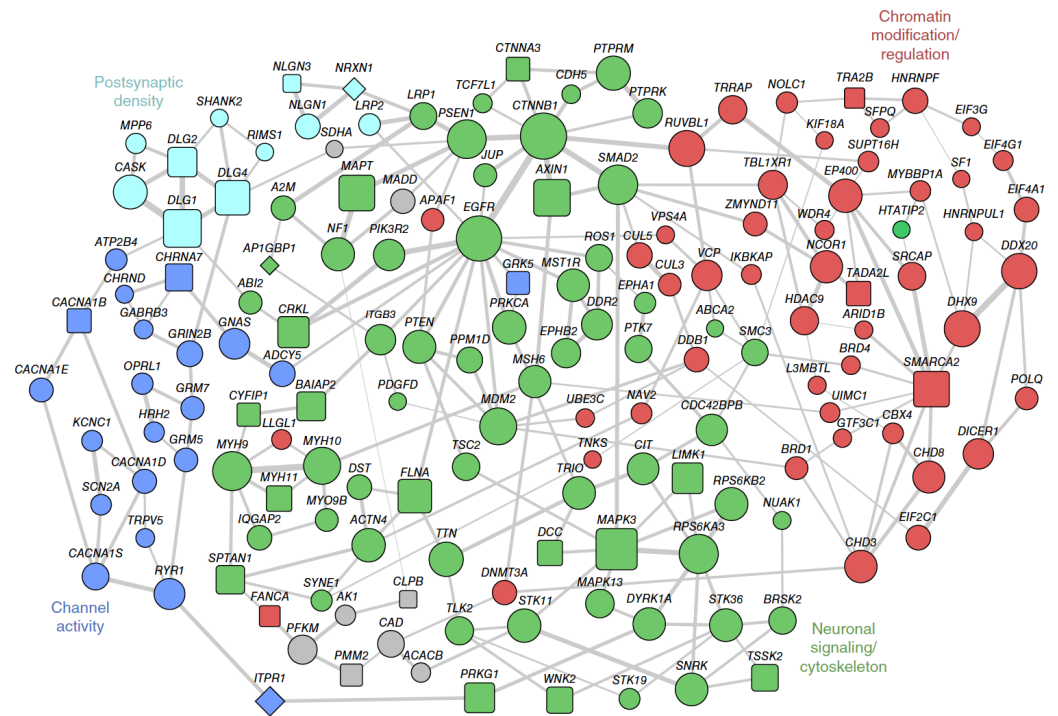 Chromatin
modification/
regulation
Postsynaptic
density
Channel
activity
Neuronal
signaling/
cytoskeleton
CTNNA3
PTPRM
NLGN3
NRXN1
TCF7L1
CDH5
TRA2B
HNRNPF
NOLC1
TRRAP
LRP1
CTNNB1
PTPRK
SHANK2
NLGN1
LRP2
PSEN1
RUVBL1
SFPQ
EIF3G
MPP6
RIMS1
SDHA
KIF18A
SUPT16H
EIF4G1
DLG2
JUP
AXIN1
SMAD2
TBL1XR1
EP400
SF1
CASK
DLG4
MAPT
MADD
MYBBP1A
EIF4A1
A2M
APAF1
DLG1
NF1
PIK3R2
EGFR
VPS4A
ZMYND11
WDR4
HTATIP2
HNRNPUL1
ATP2B4
AP1GBP1
ROS1
CUL5
NCOR1
DDX20
CHRNA7
GRK5
MST1R
CUL3
VCP
IKBKAP
SRCAP
CHRND
ABI2
EPHA1
TADA2L
CACNA1B
GABRB3
CRKL
ITGB3
PRKCA
DDR2
HDAC9
ARID1B
DHX9
GRIN2B
GNAS
PTEN
EPHB2
PTK7
ABCA2
SMC3
CACNA1E
ADCY5
PPM1D
MSH6
DDB1
BRD4
SMARCA2
OPRL1
GRM7
CYFIP1
BAIAP2
PDGFD
L3MBTL
POLQ
KCNC1
HRH2
LLGL1
MDM2
UBE3C
NAV2
CDC42BPB
UIMC1
GTF3C1
CBX4
GRM5
MYH9
MYH10
TNKS
CIT
DICER1
CACNA1D
MYH11
DST
FLNA
TSC2
TRIO
LIMK1
BRD1
CHD8
SCN2A
MYO9B
RPS6KB2
TRPV5
IQGAP2
ACTN4
TTN
DCC
MAPK3
RPS6KA3
NUAK1
EIF2C1
CACNA1S
RYR1
SPTAN1
SYNE1
CLPB
DNMT3A
MAPK13
CHD3
FANCA
AK1
STK11
DYRK1A
STK36
BRSK2
PFKM
CAD
TLK2
ITPR1
PMM2
ACACB
PRKG1
WNK2
STK19
SNRK
TSSK2